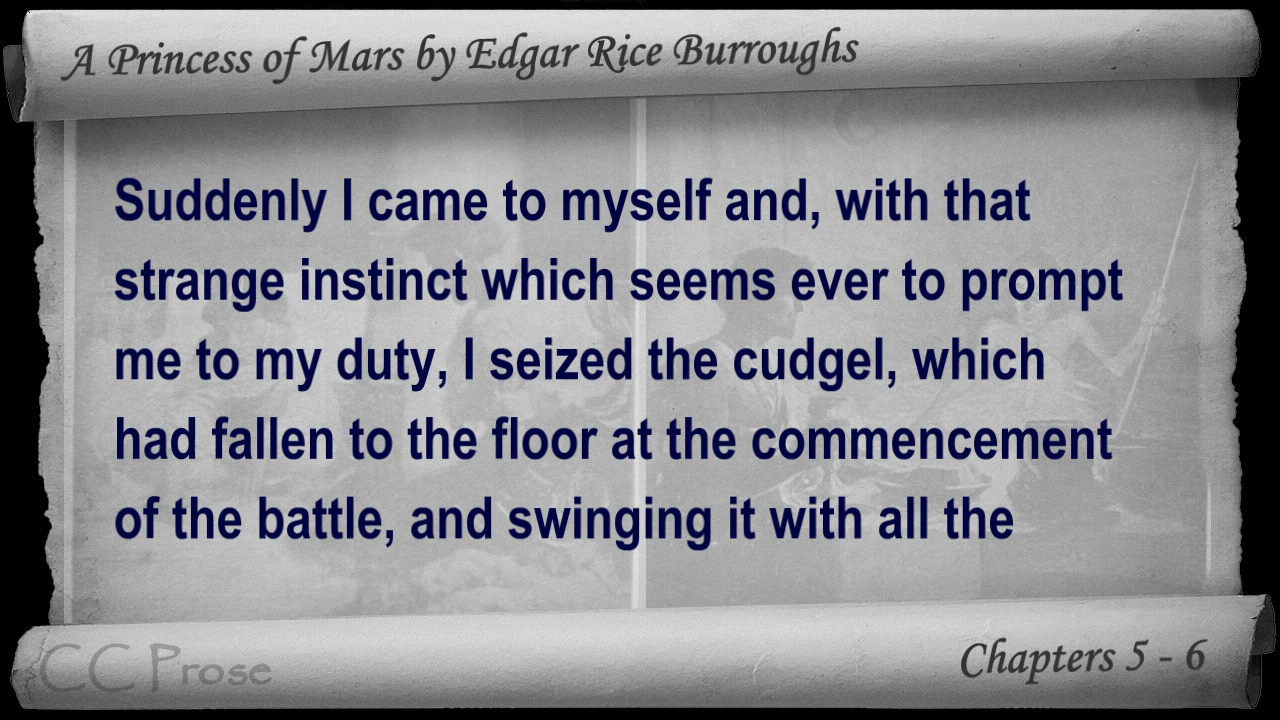 A Princess of Mars by Edgar Rice Burroughs
Suddenly I came to myself and, with that
strange instinct which seems ever to prompt
me to my duty, I seized the cudgel, which
had fallen to the floor at the commencement
of the battle, and swinging it with all the
CC Prose
Chapters 5 - 6